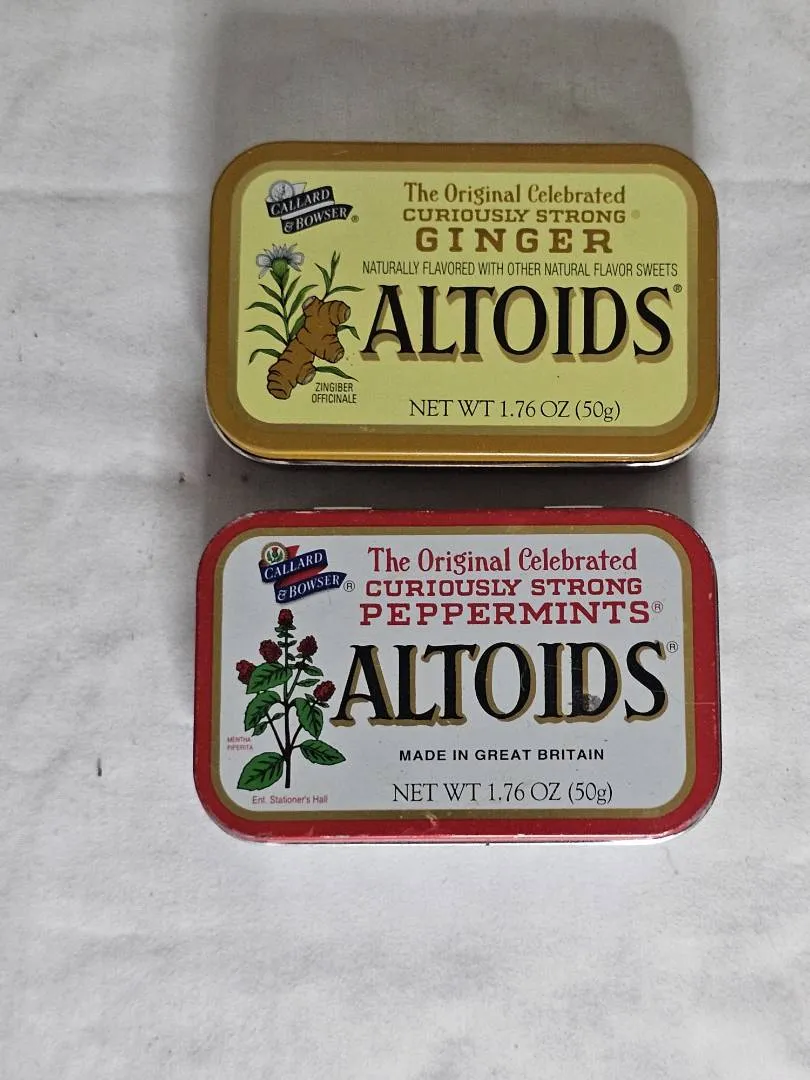 CALLARD
& BOWSER®
The Original Celebrated
CURIOUSLY STRONG®
GINGER
NATURALLY FLAVORED WITH OTHER NATURAL FLAVOR SWEETS
ALTOIDS®
ZINGIBER
OFFICINALE
NET WT 1.76 OZ (50g)
CALLARD
& BOWSER®
The Original Celebrated
CURIOUSLY STRONG
PEPPERMINTS®
ALTOIDS®
MENTHA
PIPERITA
MADE IN GREAT BRITAIN
NET WT 1.76 OZ (50g)
Ent. Stationer's Hall